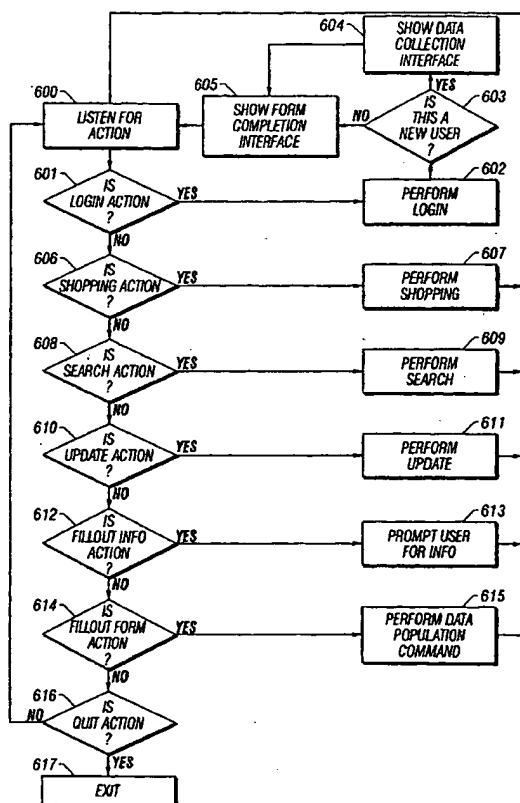 604
SHOW DATA
COLLECTION
INTERFACE
605
600
YES
LISTEN FOR
ACTION
SHOW FORM
COMPLETION
INTERFACE
NO
IS
THIS A
NEW USER
?
603
601
IS
LOGIN ACTION
?
YES
602
PERFORM
LOGIN
NO
606
IS
SHOPPING ACTION
?
YES
607
PERFORM
SHOPPING
NO
608
IS
SEARCH ACTION
?
YES
609
PERFORM
SEARCH
NO
610
IS
UPDATE ACTION
?
YES
611
PERFORM
UPDATE
NO
612
IS
FILLOUT INFO
ACTION
?
YES
613
PROMPT USER
FOR INFO
NO
614
IS
FILLOUT FORM
ACTION
?
YES
615
PERFORM DATA
POPULATION
COMMAND
NO
616
NO
IS
QUIT ACTION
?
YES
617
EXIT